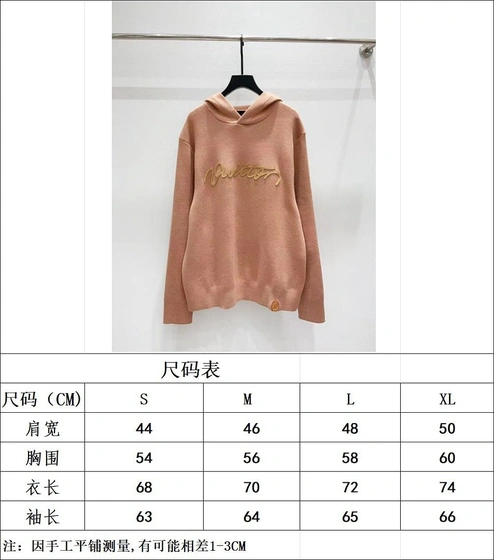 Vuitton
尺码表
尺码（CM) S M L XL
肩宽 44 46 48 50
胸围 54 56 58 60
衣长 68 70 72 74
袖长 63 64 65 66
注：因手工平铺测量,有可能相差1-3CM